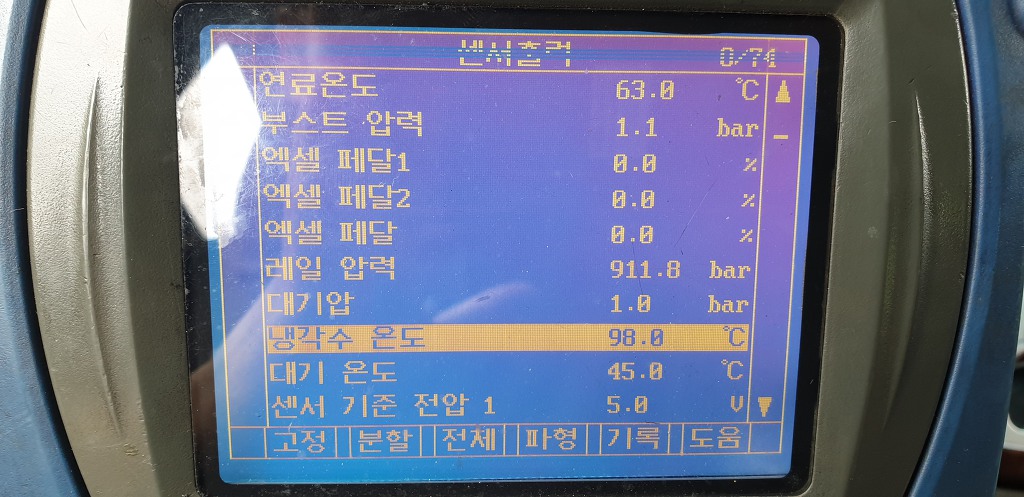 센서출력 0/74
연료온도 63.0 ℃
부스트 압력 1.1 bar
엑셀 페달1 0.0 %
엑셀 페달2 0.0 %
엑셀 페달 0.0 %
레일 압력 911.8 bar
대기압 1.0 bar
냉각수 온도 98.0 ℃
대기 온도 45.0 ℃
센서 기준 전압 1 5.0 V
고정 분할 전체 파형 기록 도움